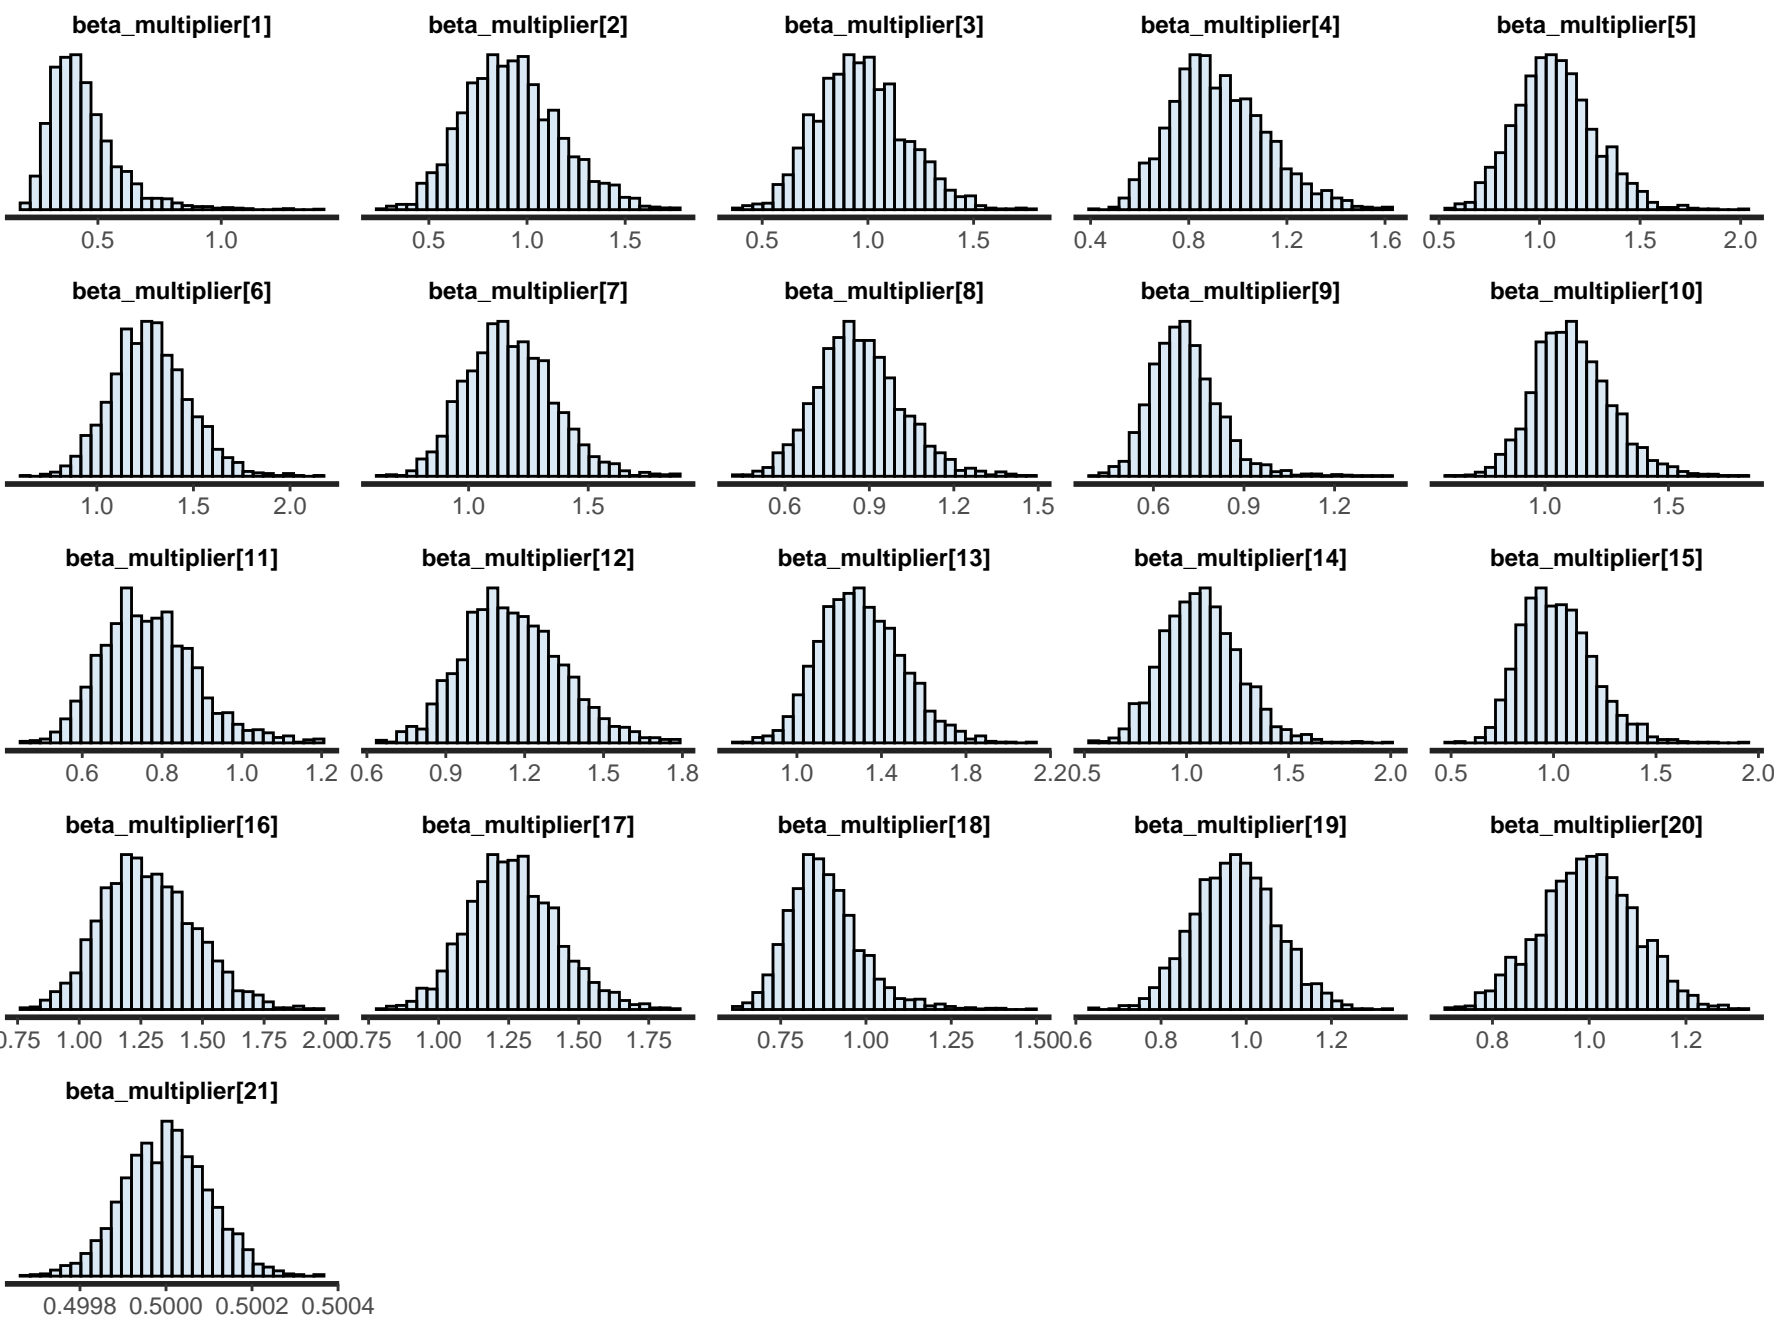 beta_multiplier[1] beta_multiplier[2] beta_multiplier[3] beta_multiplier[4] beta_multiplier[5]
0.5 1.0 0.5 1.0 1.5 0.5 1.0 1.5 0.4 0.8 1.2 1.6 0.5 1.0 1.5 2.0
beta_multiplier[6] beta_multiplier[7] beta_multiplier[8] beta_multiplier[9] beta_multiplier[10]
1.0 1.5 2.0 1.0 1.5 0.6 0.9 1.2 1.5 0.6 0.9 1.2 1.0 1.5
beta_multiplier[11] beta_multiplier[12] beta_multiplier[13] beta_multiplier[14] beta_multiplier[15]
0.6 0.8 1.0 1.2 0.6 0.9 1.2 1.5 1.8 1.0 1.4 1.8 2.2 0.5 1.0 1.5 2.0 0.5 1.0 1.5 2.0
beta_multiplier[16] beta_multiplier[17] beta_multiplier[18] beta_multiplier[19] beta_multiplier[20]
0.75 1.00 1.25 1.50 1.75 2.00 0.75 1.00 1.25 1.50 1.75 0.75 1.00 1.25 1.50 0.6 0.8 1.0 1.2 0.8 1.0 1.2
beta_multiplier[21]
0.4998 0.5000 0.5002 0.5004